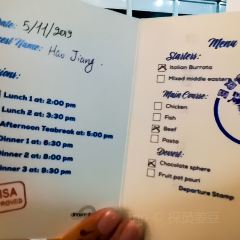 Date: 5/11/2019
Guest Name: Hao Jiang.
Lunch 1 at: 2:00 pm
Lunch 2 at: 3:00 pm
Afternoon Teabreak at: 5:00 pm
Dinner 1 at: 6:30 pm
Dinner 2 at: 8:30 pm
Dinner 3 at: 9:30 pm
Menu
Starters:
Italian Burrata
Mixed middle eastern
Main Course:
Chicken
Fish
Beef
Pasta
Dessert:
Chocolate sphere
Fruit pot pouri
Departure Stamp